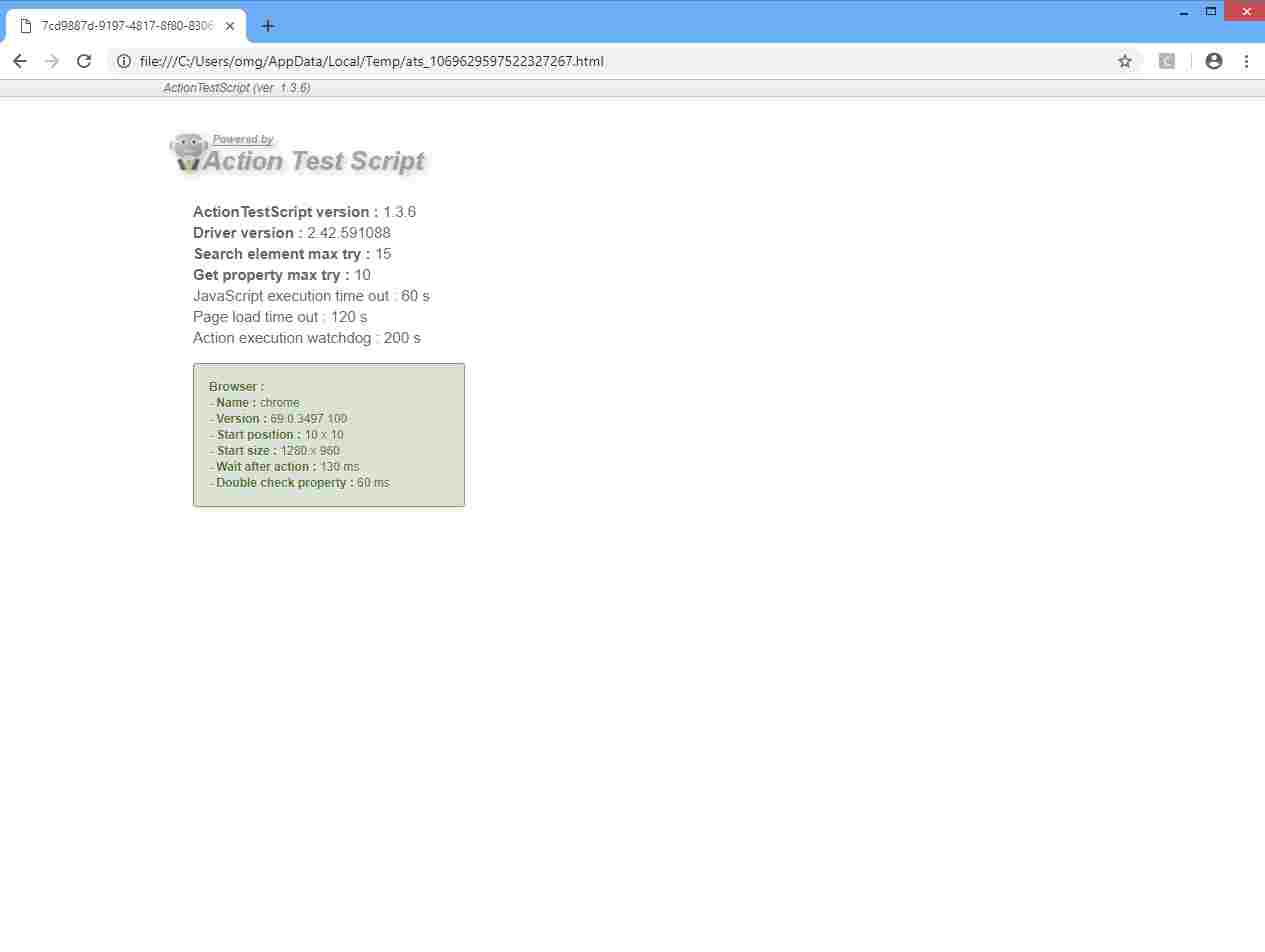 7cd9887d-9197-4817-8f80-8306
file:///C:/Users/omg/AppData/Local/Temp/ats_1069629597522327267.html
ActionTestScript (ver. 1.3.6)
Powered by
Action Test Script
ActionTestScript version : 1.3.6
Driver version : 2.42.591088
Search element max try : 15
Get property max try : 10
JavaScript execution time out : 60 s
Page load time out : 120 s
Action execution watchdog : 200 s
Browser :
- Name : chrome
- Version : 69.0.3497.100
- Start position : 10 x 10
- Start size : 1280 x 960
- Wait after action : 130 ms
- Double check property : 60 ms